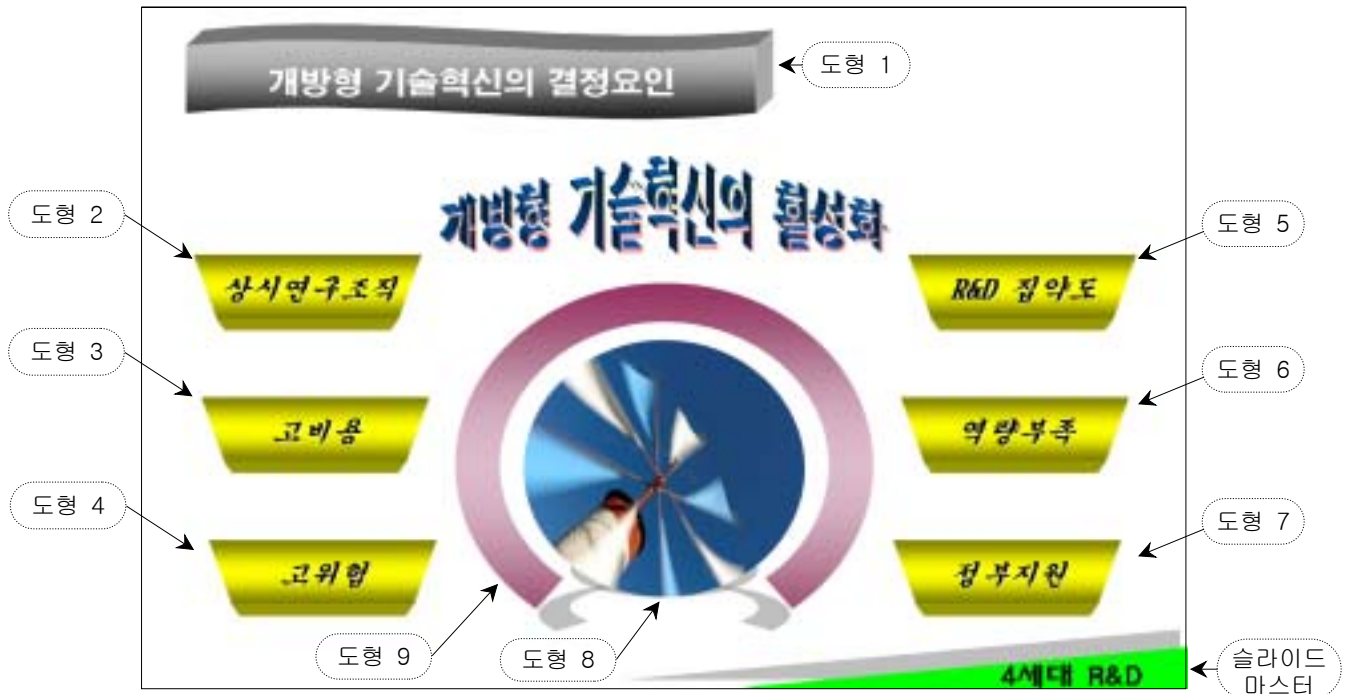 개방형 기술혁신의 결정요인
도형 1
개방형 기술혁신의 활성화
도형 2
상시연구조직
도형 5
R&D 집약도
도형 3
고비용
도형 6
역량부족
도형 4
고위험
도형 7
정부지원
도형 9
도형 8
4세대 R&D
슬라이드
마스터